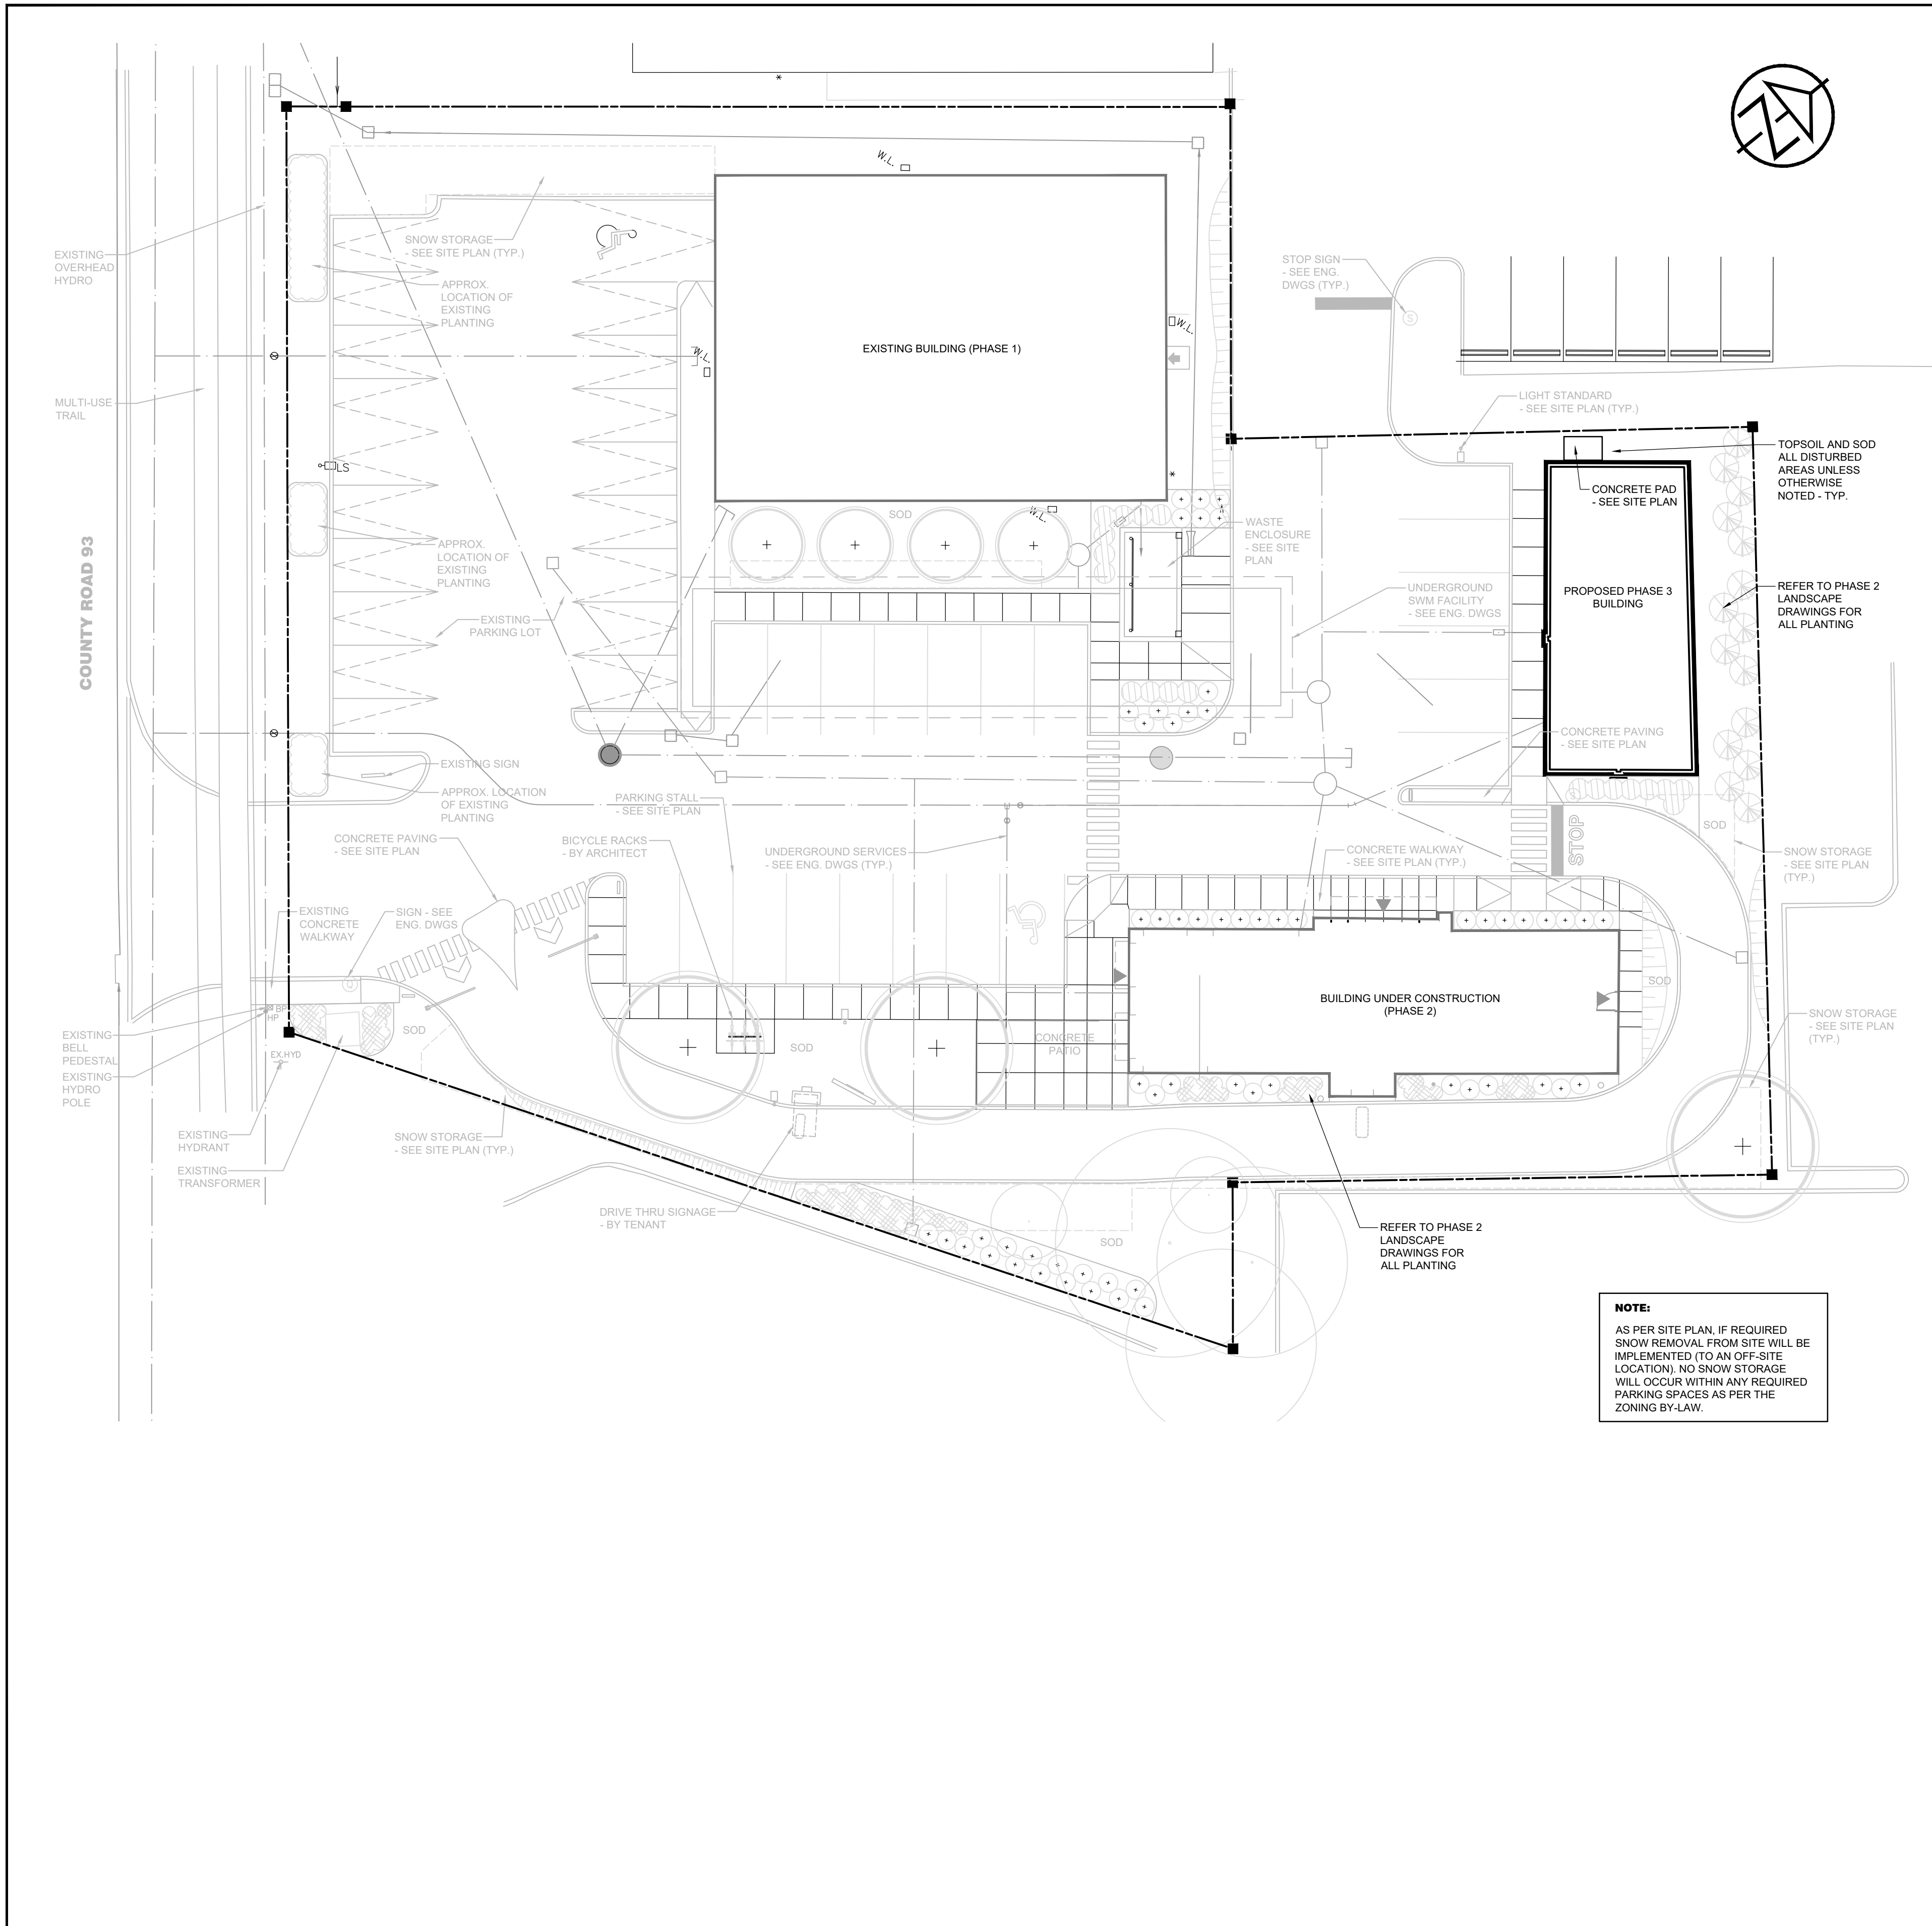 N
W.L.
EXISTING
OVERHEAD
HYDRO
SNOW STORAGE
- SEE SITE PLAN (TYP.)
APPROX.
LOCATION OF
EXISTING
PLANTING
STOP SIGN
- SEE ENG.
DWGS (TYP.)
S
W.L.
EXISTING BUILDING (PHASE 1)
W.L.
MULTI-USE
TRAIL
LIGHT STANDARD
- SEE SITE PLAN (TYP.)
LS
TOPSOIL AND SOD
ALL DISTURBED
AREAS UNLESS
OTHERWISE
NOTED - TYP.
CONCRETE PAD
- SEE SITE PLAN
SOD
W.L.
WASTE
ENCLOSURE
- SEE SITE
PLAN
APPROX.
LOCATION OF
EXISTING
PLANTING
COUNTY ROAD 93
EXISTING
PARKING LOT
UNDERGROUND
SWM FACILITY
- SEE ENG. DWGS
PROPOSED PHASE 3
BUILDING
REFER TO PHASE 2
LANDSCAPE
DRAWINGS FOR
ALL PLANTING
CONCRETE PAVING
- SEE SITE PLAN
EXISTING SIGN
APPROX. LOCATION
OF EXISTING
PLANTING
PARKING STALL
- SEE SITE PLAN
S
SOD
CONCRETE PAVING
- SEE SITE PLAN
BICYCLE RACKS
- BY ARCHITECT
UNDERGROUND SERVICES
- SEE ENG. DWGS (TYP.)
CONCRETE WALKWAY
- SEE SITE PLAN (TYP.)
STOP
SNOW STORAGE
- SEE SITE PLAN
(TYP.)
EXISTING
CONCRETE
WALKWAY
SIGN - SEE
ENG. DWGS
SOD
BUILDING UNDER CONSTRUCTION
(PHASE 2)
BP
HP
SOD
SNOW STORAGE
- SEE SITE PLAN
(TYP.)
EXISTING
BELL
PEDESTAL
EX.HYD
SOD
CONCRETE
PATIO
EXISTING
HYDRO
POLE
EXISTING
HYDRANT
SNOW STORAGE
- SEE SITE PLAN (TYP.)
EXISTING
TRANSFORMER
DRIVE THRU SIGNAGE
- BY TENANT
SOD
REFER TO PHASE 2
LANDSCAPE
DRAWINGS FOR
ALL PLANTING
NOTE:
AS PER SITE PLAN, IF REQUIRED
SNOW REMOVAL FROM SITE WILL BE
IMPLEMENTED (TO AN OFF-SITE
LOCATION). NO SNOW STORAGE
WILL OCCUR WITHIN ANY REQUIRED
PARKING SPACES AS PER THE
ZONING BY-LAW.